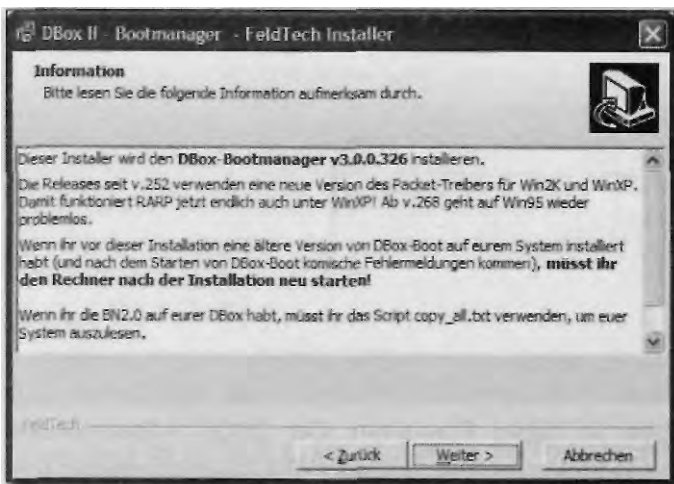 DBox II - Bootmanager - FeldTech Installer
Information
Bitte lesen Sie die folgende Information aufmerksam durch.
Dieser Installer wird den DBox-Bootmanager v3.0.0.326 installieren.
Die Releases seit v.252 verwenden eine neue Version des Packet-Treibers für Win2K und WinXP.
Damit funktioniert RARP jetzt endlich auch unter WinXP! Ab v.268 geht auf Win95 wieder
problemlos.
Wenn ihr vor dieser Installation eine ältere Version von DBox-Boot auf eurem System installiert
habt (und nach dem Starten von DBox-Boot komische Fehlermeldungen kommen), müsst ihr
den Rechner nach der Installation neu starten!
Wenn ihr die BN2.0 auf eurer DBox habt, müsst ihr das Script copy_all.txt verwenden, um euer
System auszulesen.
FeldTech
< Zurück
Weiter >
Abbrechen